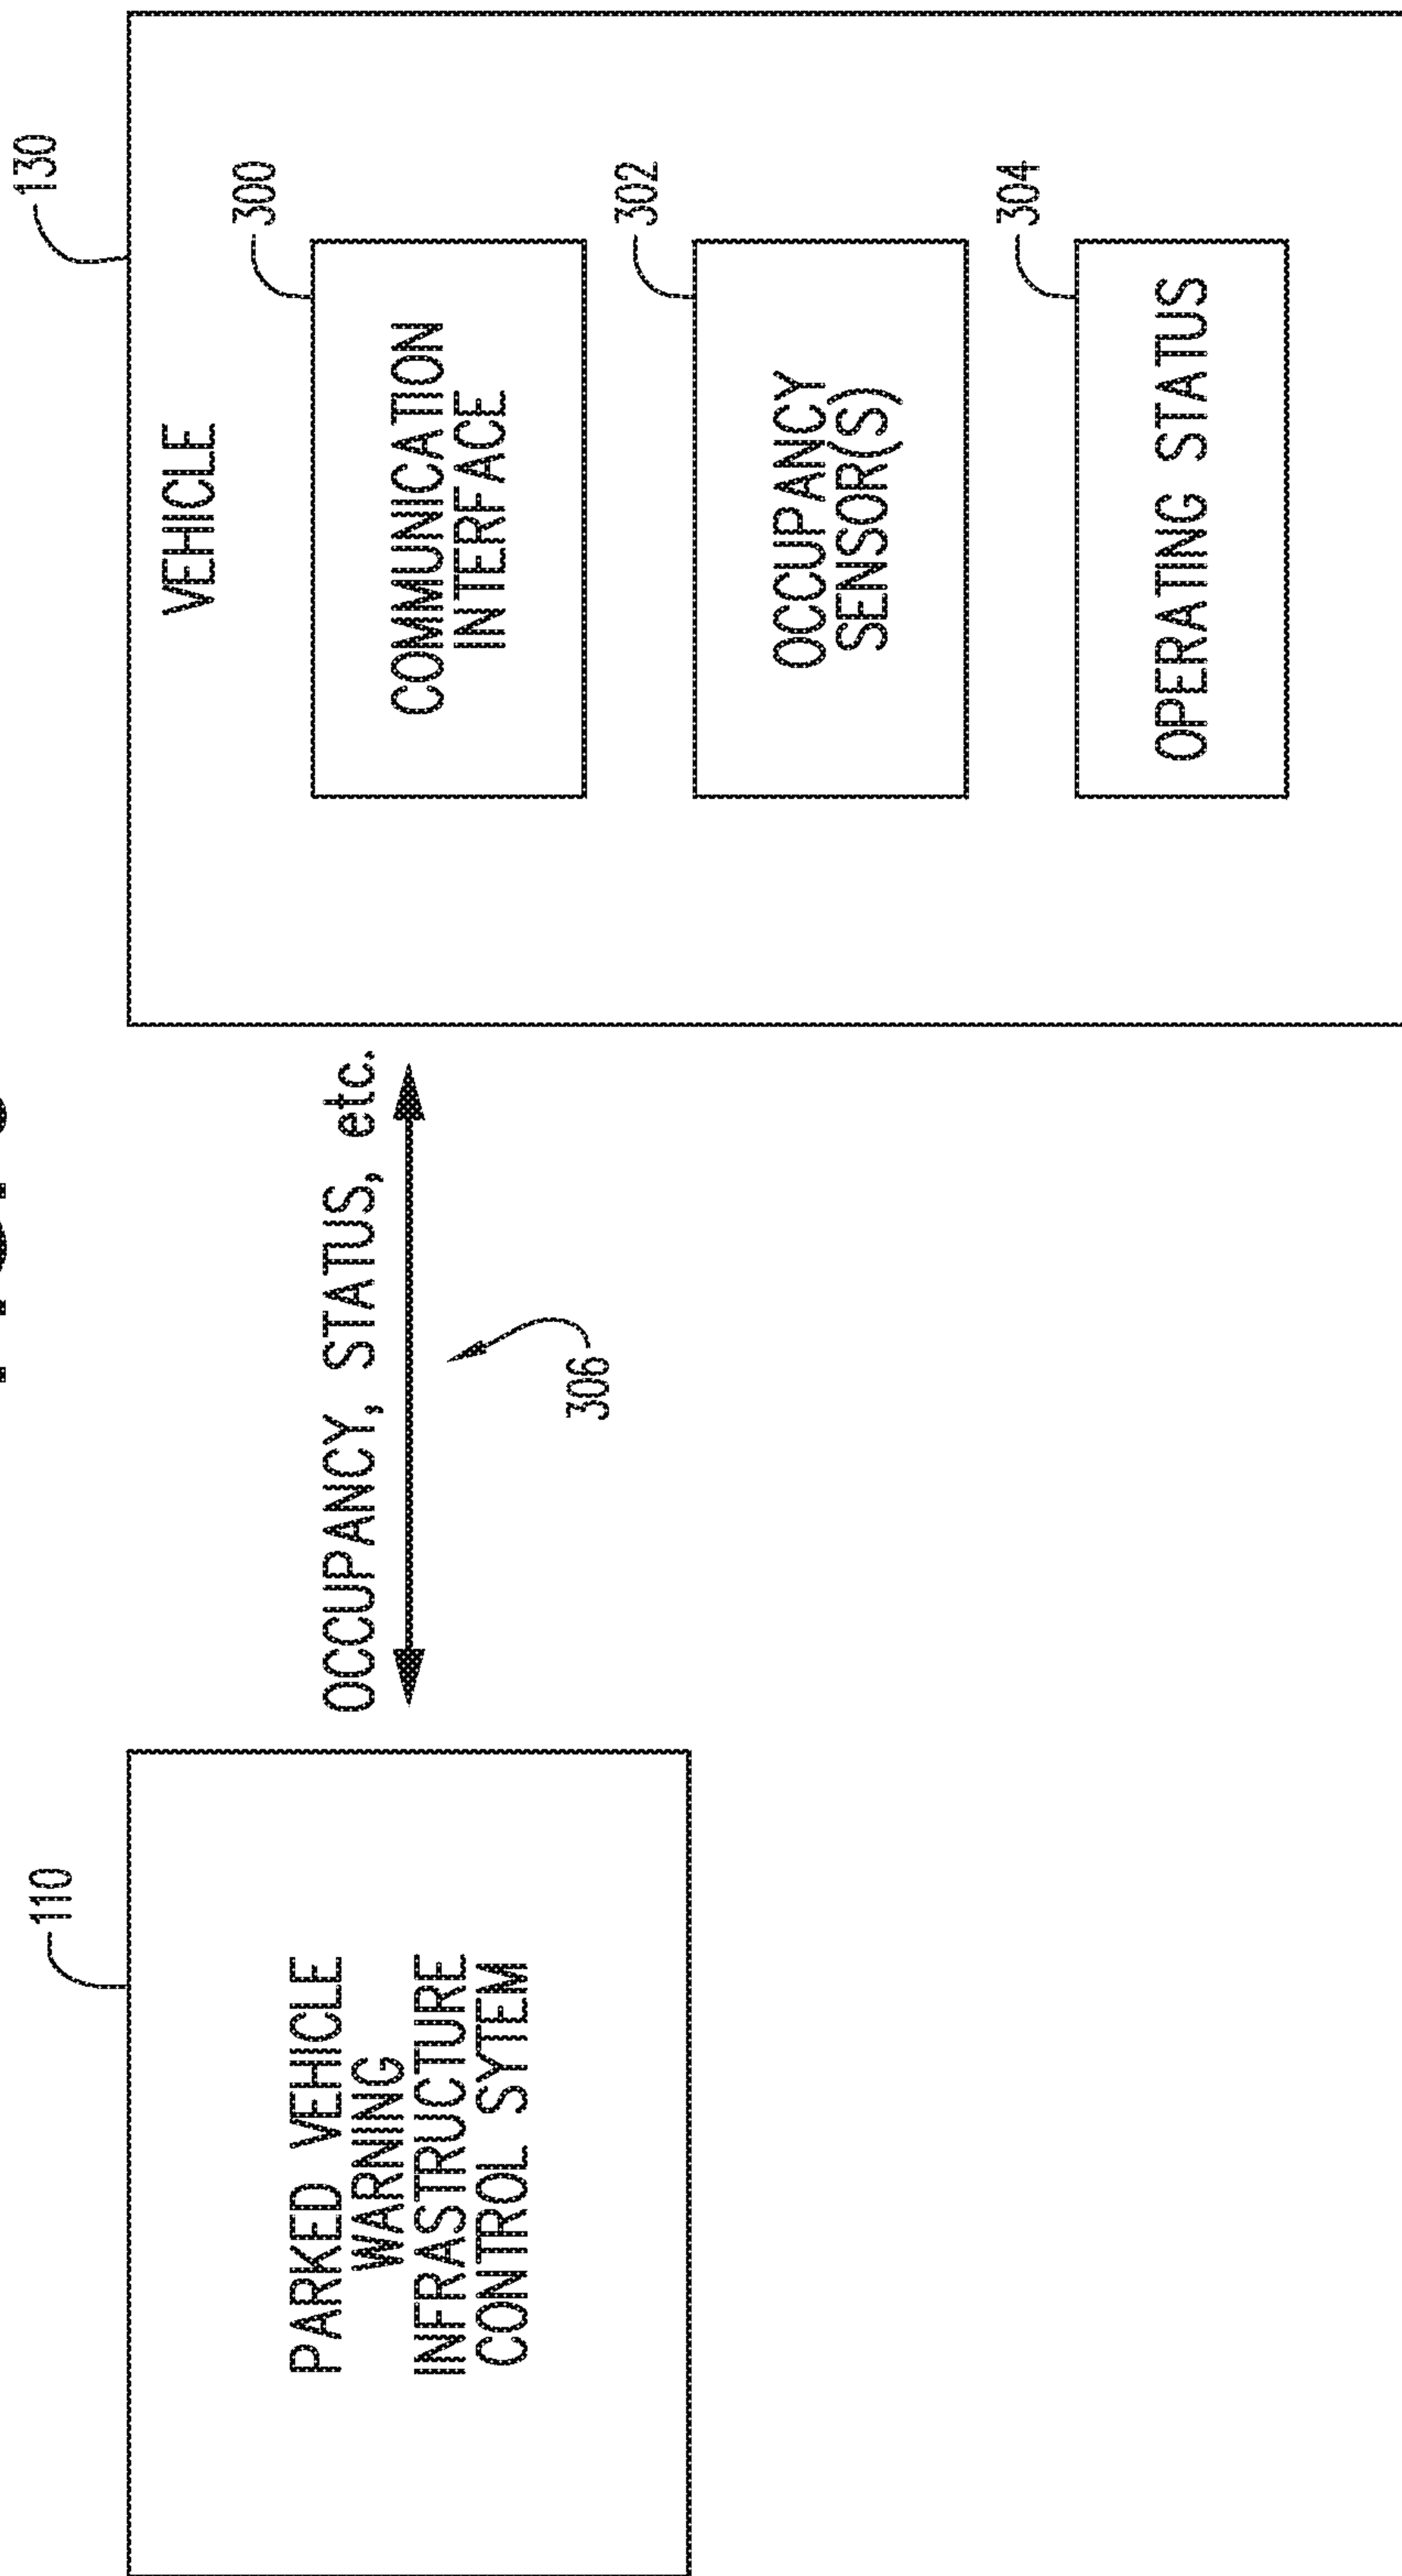 110
PARKED VEHICLE
WARNING
INFRASTRUCTURE
CONTROL SYTEM
OCCUPANCY, STATUS, etc.
306
130
VEHICLE
300
COMMUNICATION
INTERFACE
302
OCCUPANCY
SENSOR(S)
304
OPERATING STATUS